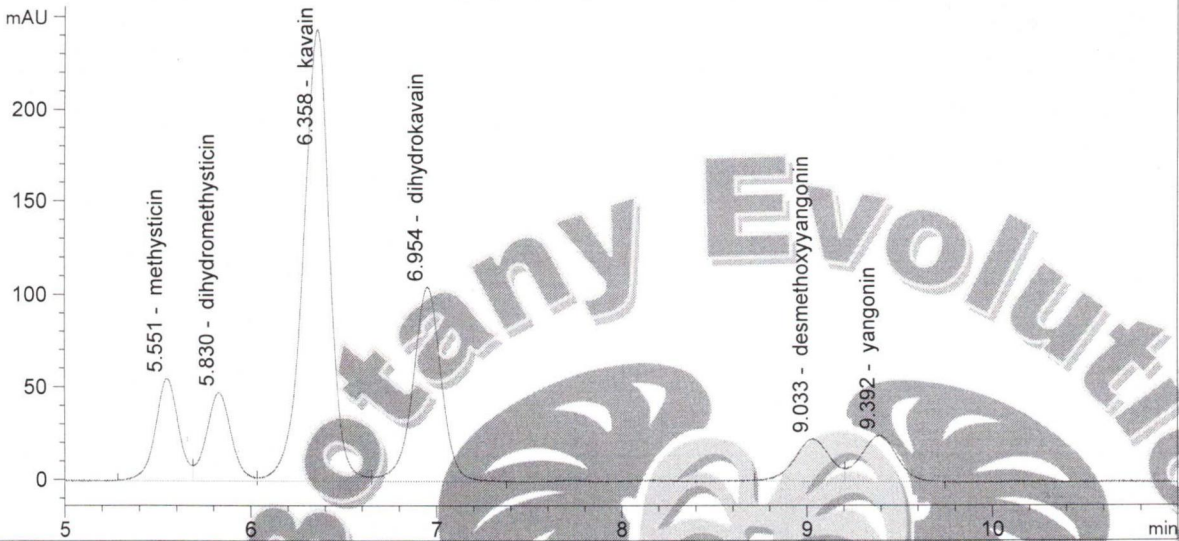 mAU
200
150
100
50
0
5.551 - methysticin
5.830 - dihydromethysticin
6.358 - kavain
6.954 - dihydrokavain
9.033 - desmethoxyyangonin
9.392 - yangonin
otany Evolutio
5 6 7 8 9 10 min